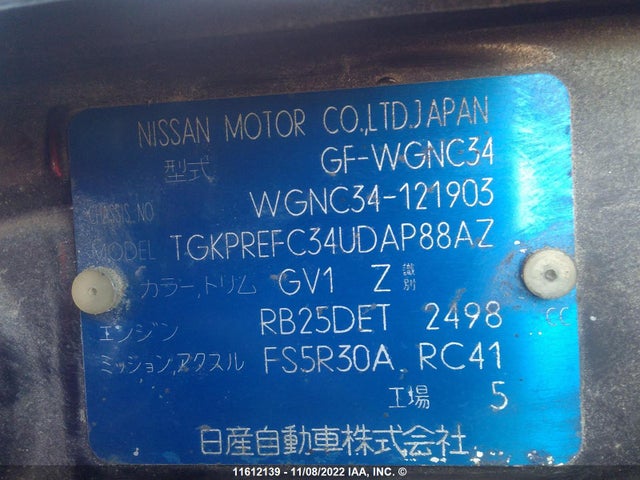 NISSAN MOTOR CO.,LTD.JAPAN
型式 GF-WGNC34
CHASSIS NO WGNC34-121903
MODEL TGKPREFC34UDAP88AZ
カラー,トリム GV1 Z 識別
エンジン RB25DET 2498 CC
ミッション,アクスル FS5R30A RC41
工場 5
日産自動車株式会社
11612139 - 11/08/2022 IAA, INC. ©